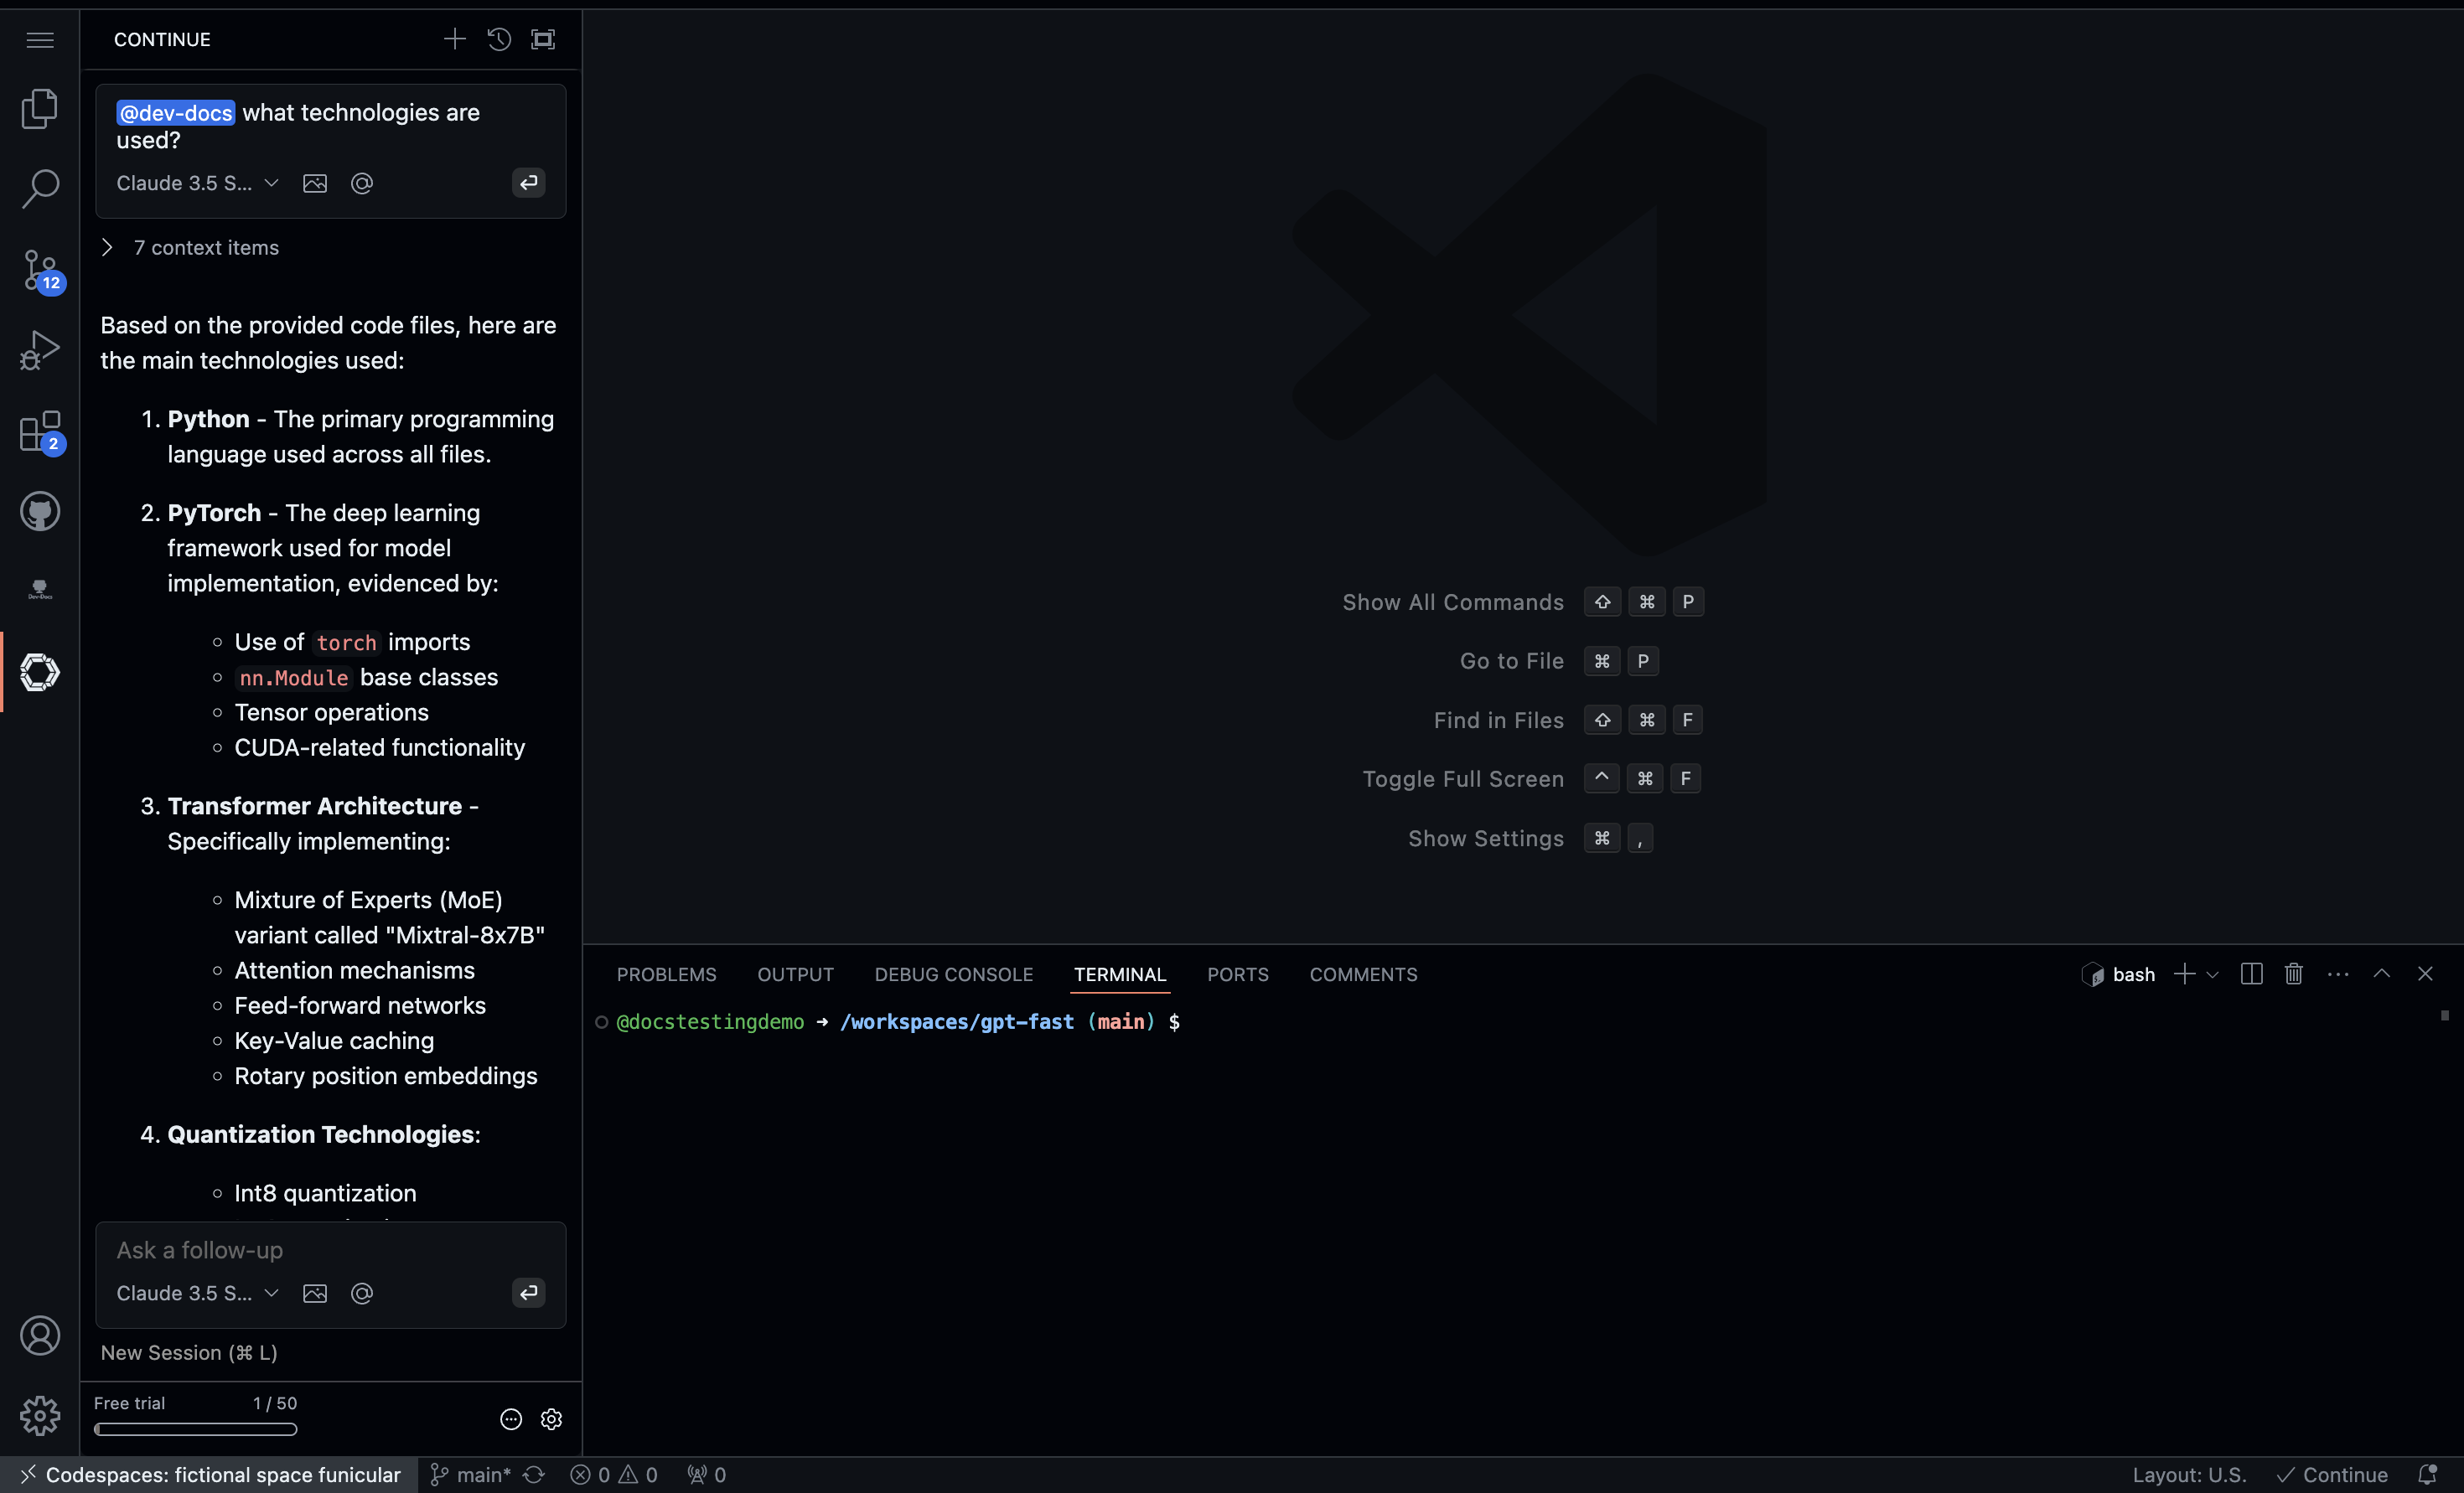 CONTINUE
@dev-docs what technologies are
used?
Claude 3.5 S...
7 context items
12
2
Dev-Docs
Based on the provided code files, here are
the main technologies used:
1. Python - The primary programming
language used across all files.
2. PyTorch - The deep learning
framework used for model
implementation, evidenced by:
Use of torch imports
nn.Module base classes
Tensor operations
CUDA-related functionality
3. Transformer Architecture -
Specifically implementing:
Mixture of Experts (MoE)
variant called "Mixtral-8x7B"
Attention mechanisms
Feed-forward networks
Key-Value caching
Rotary position embeddings
4. Quantization Technologies:
Int8 quantization
Ask a follow-up
Claude 3.5 S...
New Session (⌘ L)
Free trial 1 / 50
Show All Commands ⇧ ⌘ P
Go to File ⌘ P
Find in Files ⇧ ⌘ F
Toggle Full Screen ^ ⌘ F
Show Settings ⌘ ,
PROBLEMS OUTPUT DEBUG CONSOLE TERMINAL PORTS COMMENTS
bash
@docstestingdemo ➜ /workspaces/gpt-fast (main) $
Codespaces: fictional space funicular main* 0 0 0 Layout: U.S. Continue